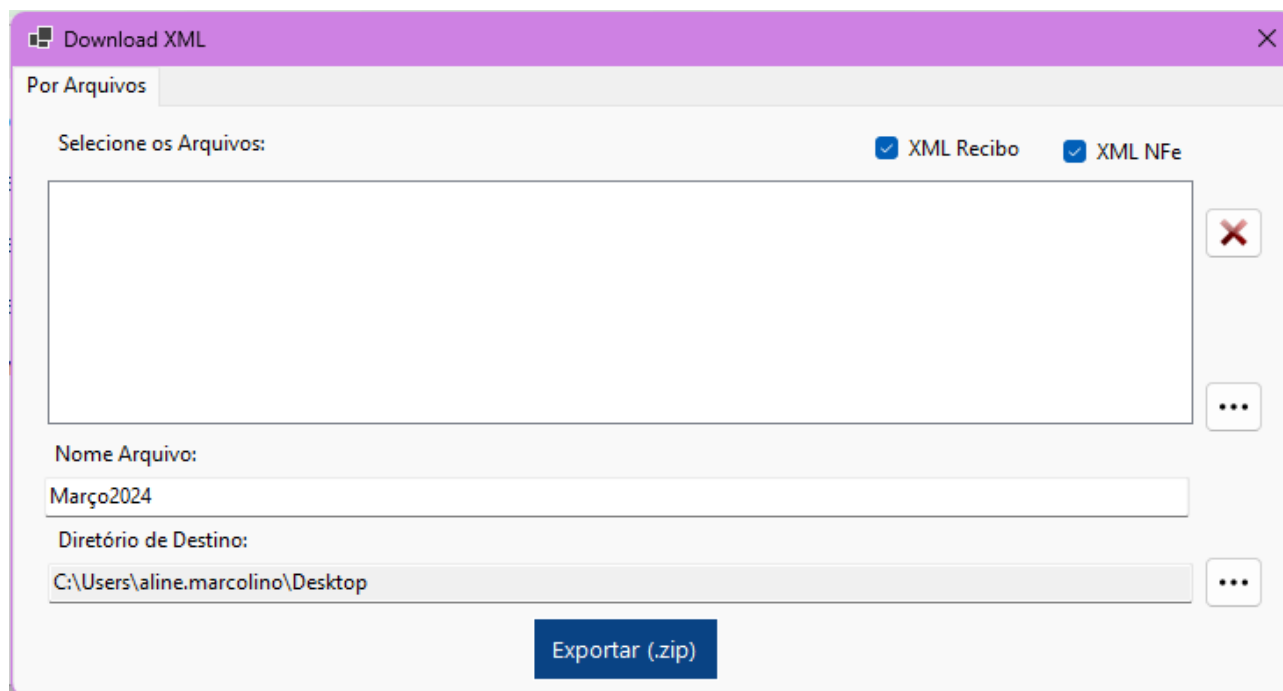 Download XML
Por Arquivos
Selecione os Arquivos:
XML Recibo
XML NFe
Nome Arquivo:
Março2024
Diretório de Destino:
C:\Users\aline.marcolino\Desktop
Exportar (.zip)